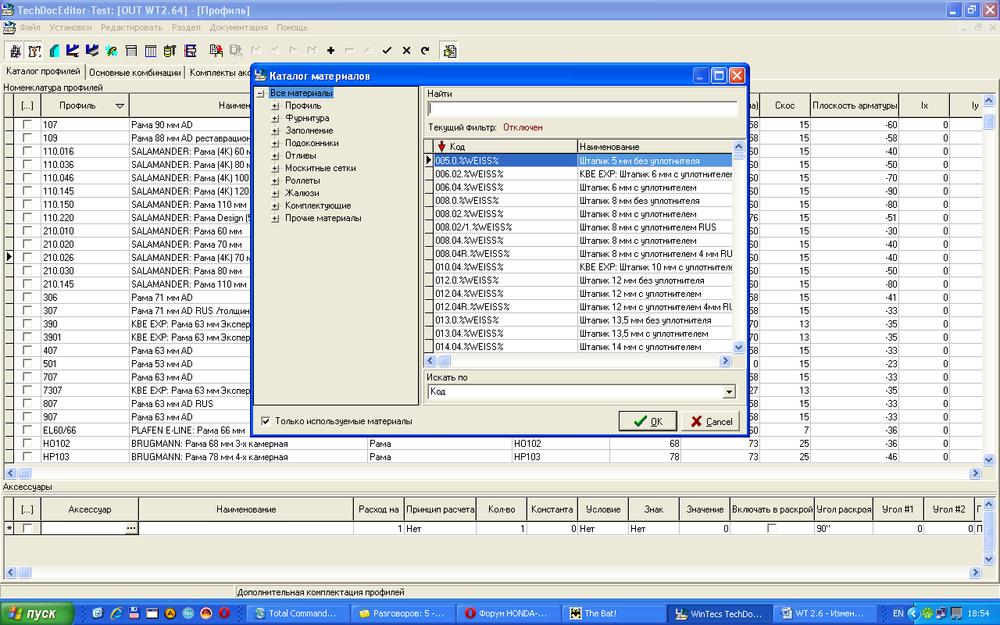 TechDocEditor-Test: [OUT WT2.64] - [Профиль]
Файл Установки Редактировать Раздел Документация Помощь
Каталог профилей Основные комбинации Комплекты акс
Номенклатура профилей
[...] Профиль Наимен а) Скос Плоскость арматуры Ix Iy
107 Рама 90 мм AD 58 15 -60 0
109 Рама 88 мм AD реставрацион 58 15 -58 0
110.016 SALAMANDER: Рама (4К) 60 м 15 -40 0
110.036 SALAMANDER: Рама (4К) 80 м 15 -50 0
110.046 SALAMANDER: Рама (4К) 100 15 -70 0
110.145 SALAMANDER: Рама (4К) 120 15 -90 0
110.150 SALAMANDER: Рама 110 мм 15 -80 0
110.220 SALAMANDER: Рама Design (5 76 15 -51 0
210.010 SALAMANDER: Рама 60 мм 15 -30 0
210.020 SALAMANDER: Рама 70 мм 15 -40 0
210.026 SALAMANDER: Рама (4К) 70 м 15 -40 0
210.030 SALAMANDER: Рама 80 мм 15 -50 0
210.145 SALAMANDER: Рама 110 мм 15 -80 0
306 Рама 71 мм AD 58 15 -41 0
307 Рама 71 мм AD RUS /толщин 58 15 -33 0
390 KBE EXP: Рама 63 мм Экспер 70 13 -35 0
3901 KBE EXP: Рама 63 мм Экспер 70 13 -35 0
407 Рама 63 мм AD 58 15 -33 0
501 Рама 53 мм AD 0 15 -23 0
707 Рама 63 мм AD 58 15 -33 0
7307 KBE EXP: Рама 63 мм Экспер 27 13 -35 0
807 Рама 63 мм AD RUS 58 15 -33 0
907 Рама 63 мм AD 58 15 -33 0
EL60/66 PLAFEN E-LINE: Рама 66 мм 60 7 -36 0
HO102 BRUGMANN: Рама 68 мм 3-х камерная Рама HO102 68 73 25 -36 0
HP103 BRUGMANN: Рама 78 мм 4-х камерная Рама HP103 78 73 25 -46 0
Каталог материалов
Все материалы
Профиль
Фурнитура
Заполнение
Подоконники
Отливы
Москитные сетки
Роллеты
Жалюзи
Комплектующие
Прочие материалы
Найти
Текущий фильтр: Отключен
Код Наименование
005.0.%WEISS% Штапик 5 мм без уплотнителя
006.02.%WEISS% KBE EXP: Штапик 6 мм с уплотнителем
006.04.%WEISS% Штапик 6 мм с уплотнителем
008.0.%WEISS% Штапик 8 мм без уплотнителя
008.02.%WEISS% Штапик 8 мм с уплотнителем
008.02/1.%WEISS% Штапик 8 мм с уплотнителем RUS
008.04.%WEISS% Штапик 8 мм с уплотнителем
008.04R.%WEISS% Штапик 8 мм с уплотнителем 4 мм RU
010.04.%WEISS% KBE EXP: Штапик 10 мм с уплотнителе
012.0.%WEISS% Штапик 12 мм без уплотнителя
012.04.%WEISS% Штапик 12 мм с уплотнителем
012.04R.%WEISS% Штапик 12 мм с уплотнителем 4мм RU
013.0.%WEISS% Штапик 13,5 мм без уплотнителя
013.04.%WEISS% Штапик 13,5 мм с уплотнителем
014.04.%WEISS% Штапик 14 мм с уплотнителем
Искать по
Код
Только используемые материалы
OK Cancel
Аксессуары
[...] Аксессуар Наименование Расход на Принцип расчета Кол-во Константа Условие Знак Значение Включать в раскрой Угол раскроя Угол #1 Угол #2 П
* ... 1 Нет 1 0 Нет Нет 0 90" 0 0 П
Дополнительная комплектация профилей
пуск Total Command... Разговоров: 5 -... Форум HONDA-... The Bat! WinTecs TechDo... WT 2.6 - Измен... EN 18:54